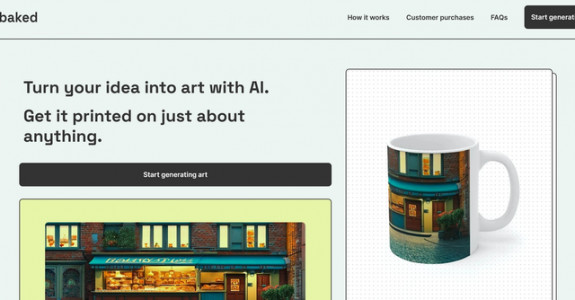 baked
How it works
Customer purchases
FAQs
Start generat
Turn your idea into art with AI.
Get it printed on just about
anything.
Start generating art